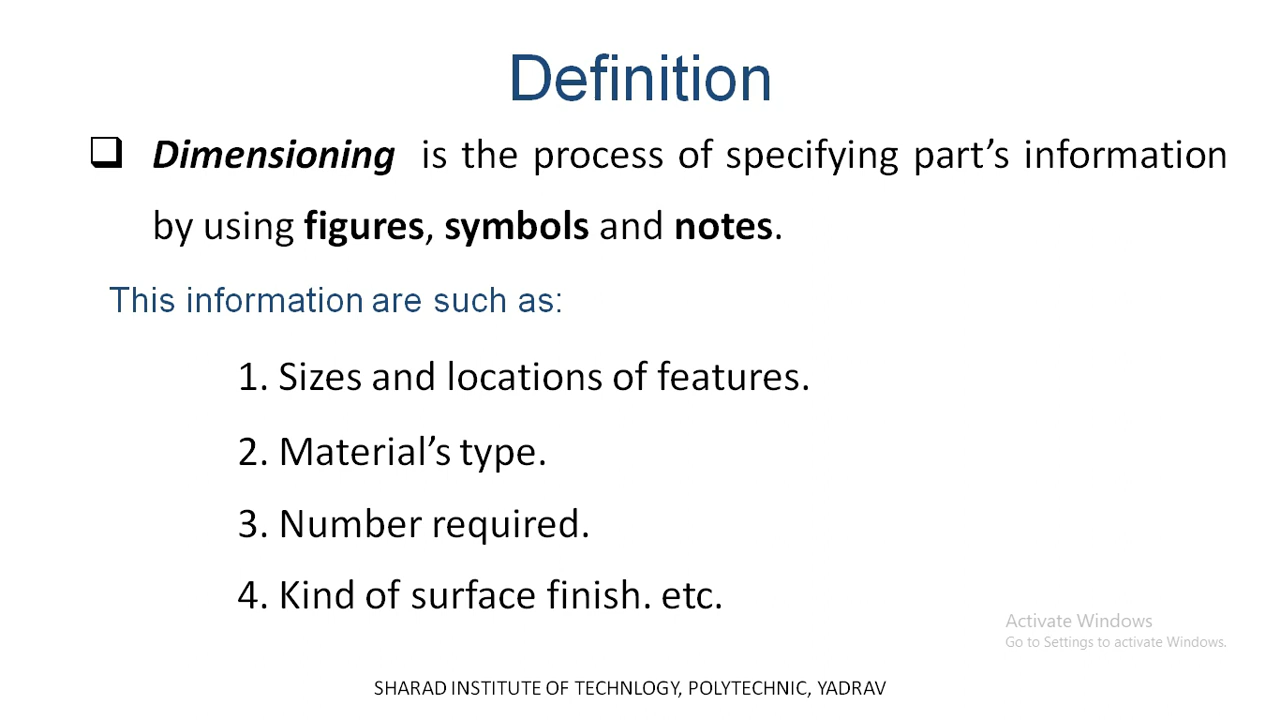 Definition
❑ Dimensioning is the process of specifying part’s information
by using figures, symbols and notes.
This information are such as:
1. Sizes and locations of features.
2. Material’s type.
3. Number required.
4. Kind of surface finish. etc.
Activate Windows
Go to Settings to activate Windows.
SHARAD INSTITUTE OF TECHNLOGY, POLYTECHNIC, YADRAV